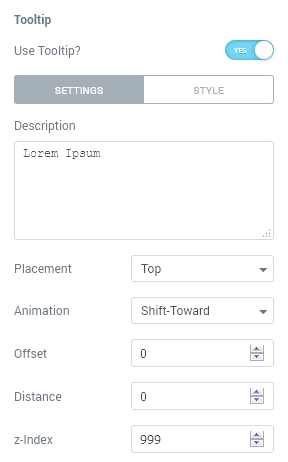 Tooltip
Use Tooltip? YES
SETTINGS STYLE
Description
Lorem Ipsum
Placement Top
Animation Shift-Toward
Offset 0
Distance 0
z-Index 999